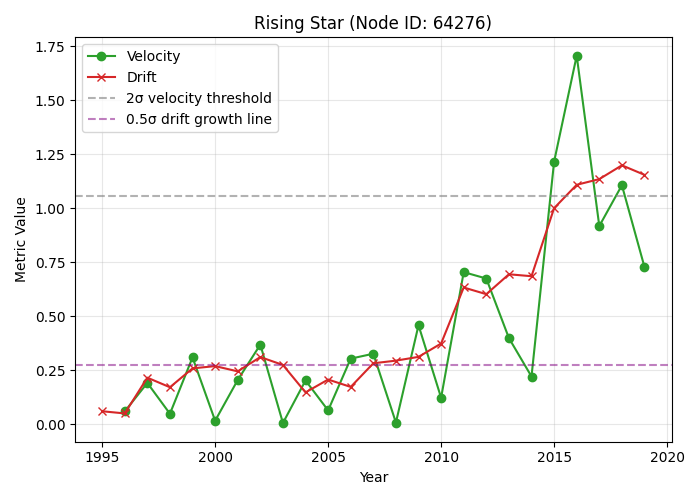 Rising Star (Node ID: 64276)
Velocity
Drift
2σ velocity threshold
0.5σ drift growth line
1.75
1.50
1.25
1.00
0.75
0.50
0.25
0.00
Metric Value
1995 2000 2005 2010 2015 2020
Year